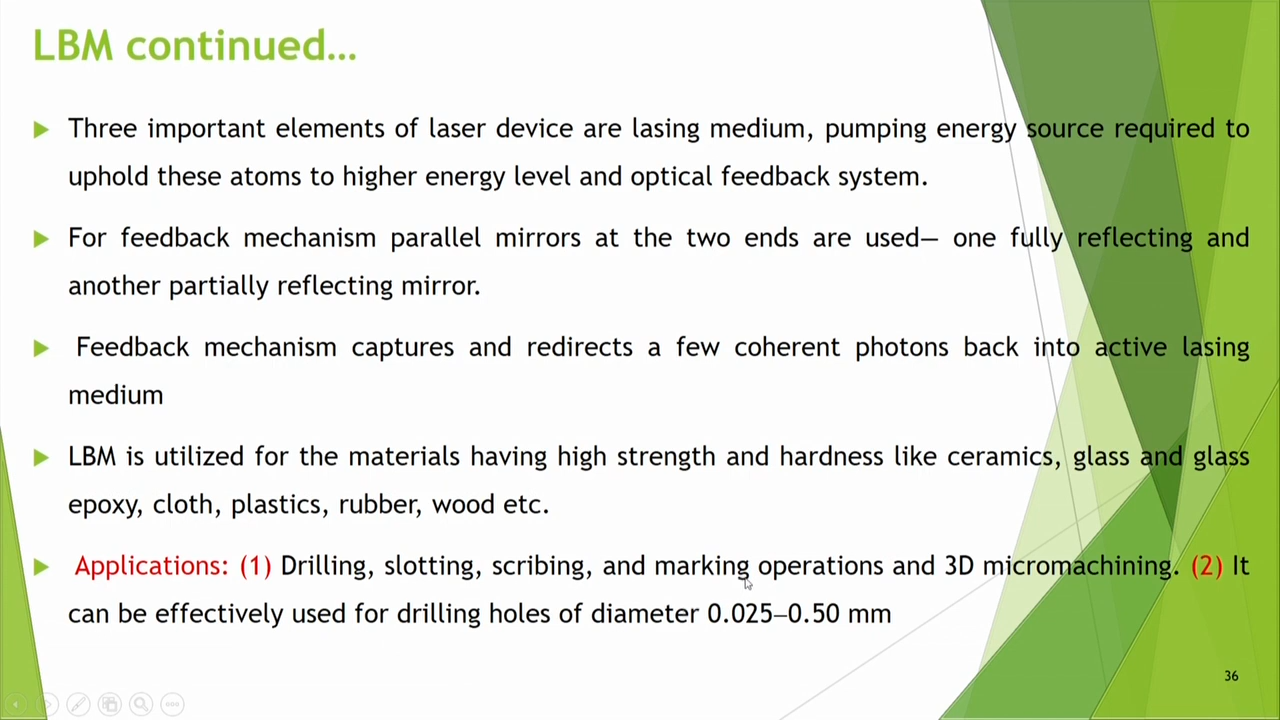 LBM continued...
Three important elements of laser device are lasing medium, pumping energy source required to
uphold these atoms to higher energy level and optical feedback system.
For feedback mechanism parallel mirrors at the two ends are used— one fully reflecting and
another partially reflecting mirror.
Feedback mechanism captures and redirects a few coherent photons back into active lasing
medium
LBM is utilized for the materials having high strength and hardness like ceramics, glass and glass
epoxy, cloth, plastics, rubber, wood etc.
Applications: (1) Drilling, slotting, scribing, and marking operations and 3D micromachining. (2) It
can be effectively used for drilling holes of diameter 0.025–0.50 mm
36